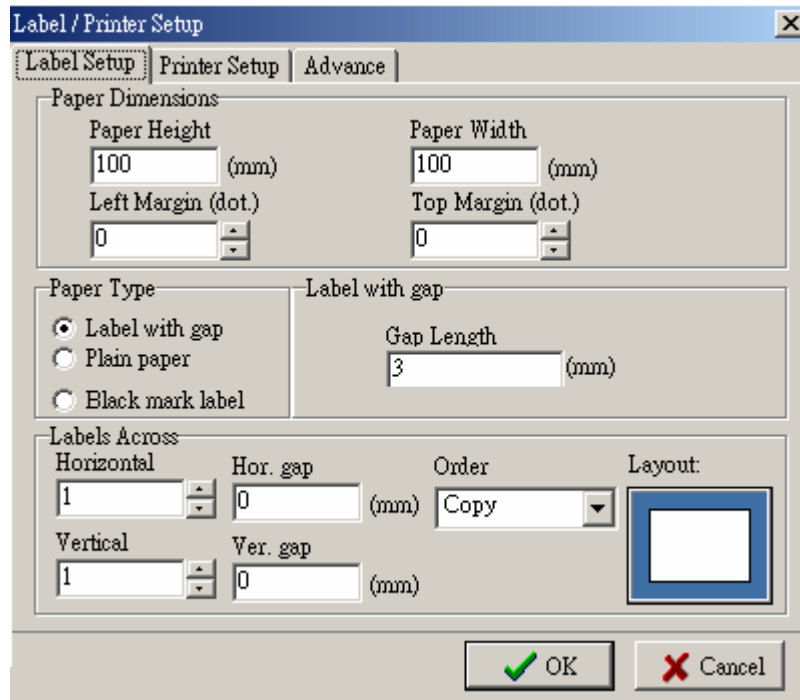 Label / Printer Setup
Label Setup Printer Setup Advance
Paper Dimensions
Paper Height Paper Width
100 (mm) 100 (mm)
Left Margin (dot.) Top Margin (dot.)
0 0
Paper Type Label with gap
Label with gap
Plain paper
Black mark label
Gap Length
3 (mm)
Labels Across
Horizontal Hor. gap Order Layout:
1 0 (mm) Copy
Vertical Ver. gap
1 0 (mm)
OK Cancel